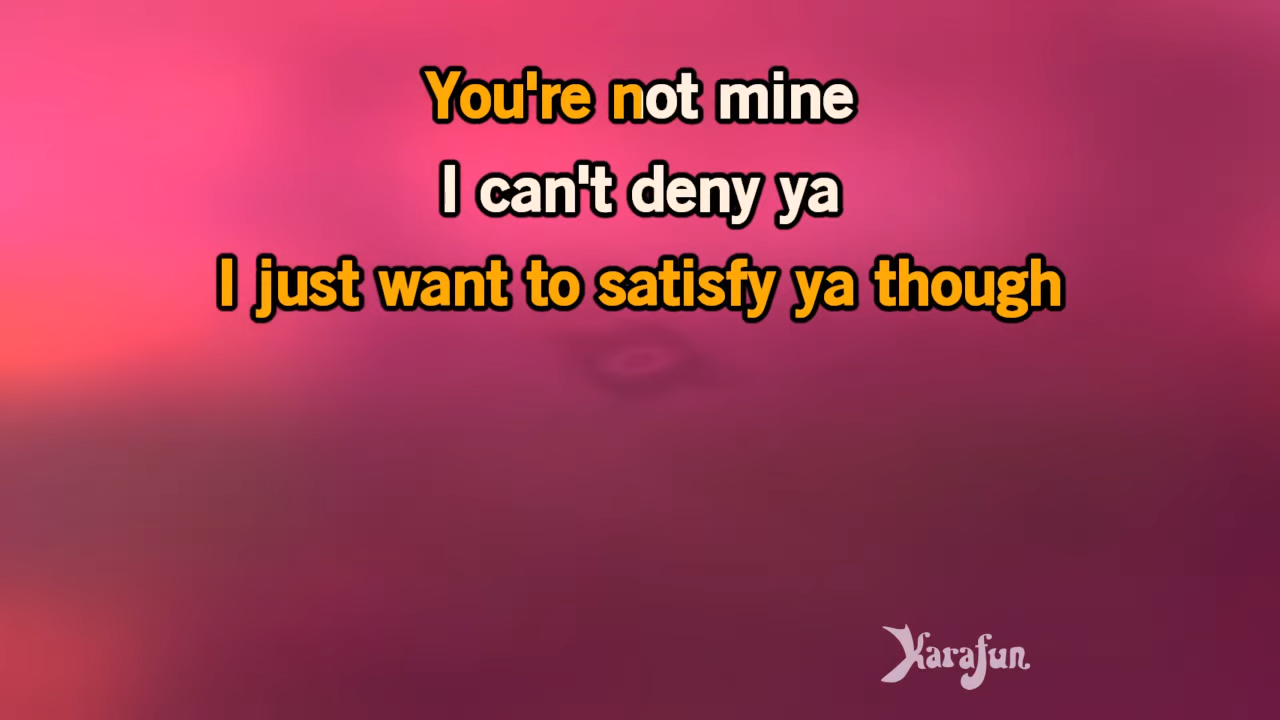 You're not mine
I can't deny ya
I just want to satisfy ya though
Karafun